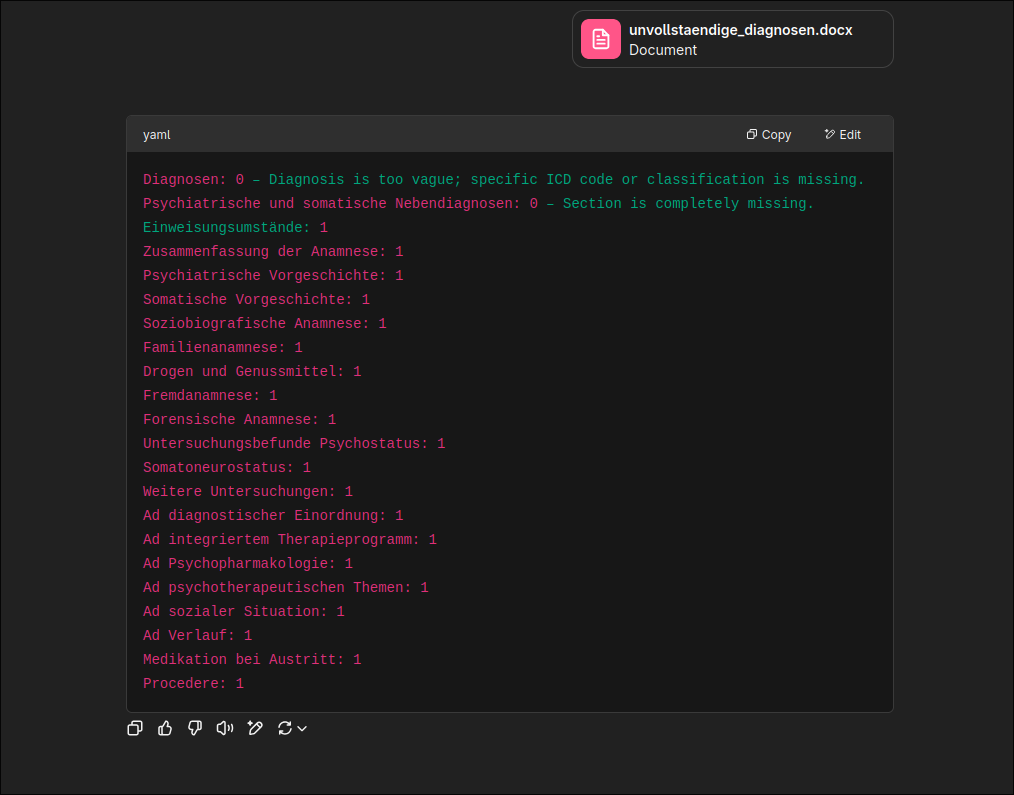 unvollstaendige_diagnosen.docx
Document
yaml
Copy
Edit
Diagnosen: 0 – Diagnosis is too vague; specific ICD code or classification is missing.
Psychiatrische und somatische Nebendiagnosen: 0 – Section is completely missing.
Einweisungsumstände: 1
Zusammenfassung der Anamnese: 1
Psychiatrische Vorgeschichte: 1
Somatische Vorgeschichte: 1
Soziobiografische Anamnese: 1
Familienanamnese: 1
Drogen und Genussmittel: 1
Fremdanamnese: 1
Forensische Anamnese: 1
Untersuchungsbefunde Psychostatus: 1
Somatoneurostatus: 1
Weitere Untersuchungen: 1
Ad diagnostischer Einordnung: 1
Ad integriertem Therapieprogramm: 1
Ad Psychopharmakologie: 1
Ad psychotherapeutischen Themen: 1
Ad sozialer Situation: 1
Ad Verlauf: 1
Medikation bei Austritt: 1
Procedere: 1